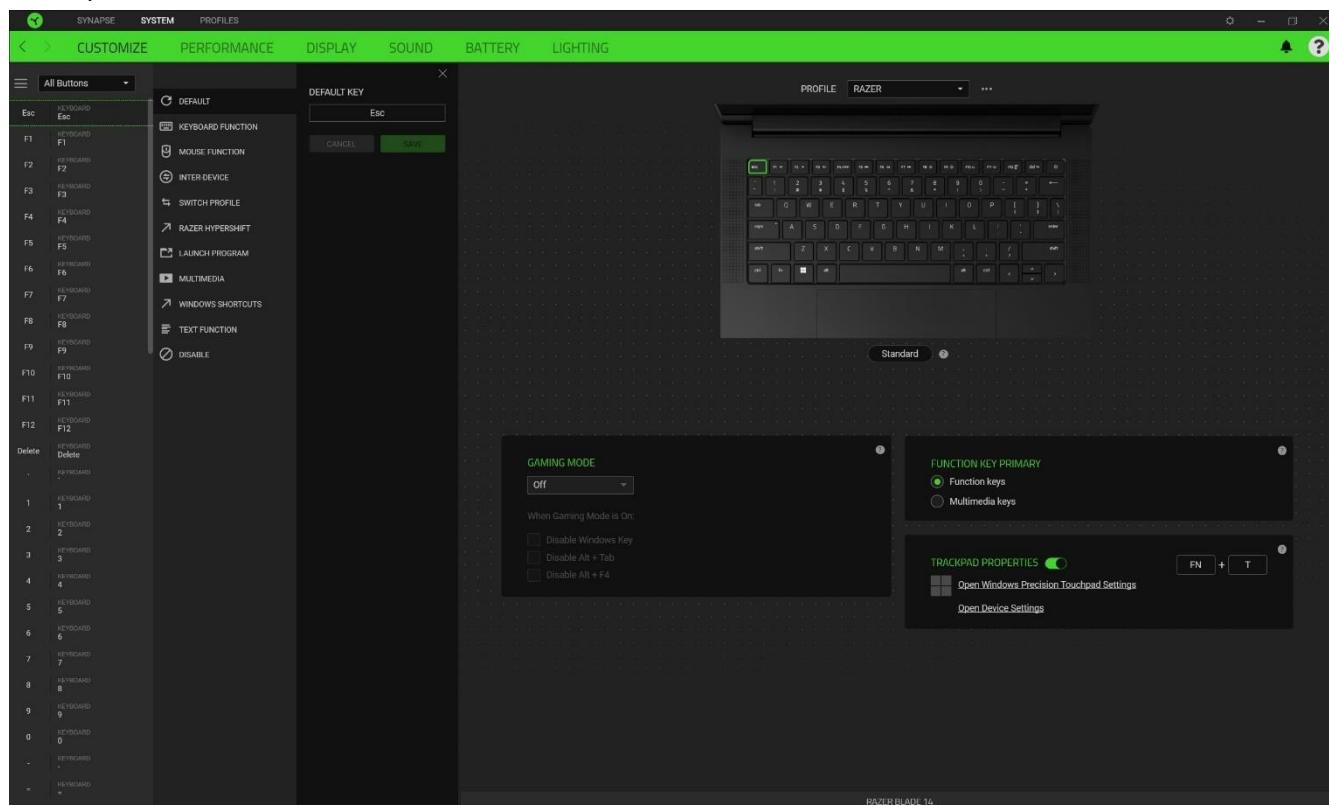 SYNAPSE SYSTEM PROFILES
CUSTOMIZE PERFORMANCE DISPLAY SOUND BATTERY LIGHTING
All Buttons
Esc KEYBOARD
Esc
F1 KEYBOARD
F1
F2 KEYBOARD
F2
F3 KEYBOARD
F3
F4 KEYBOARD
F4
F5 KEYBOARD
F5
F6 KEYBOARD
F6
F7 KEYBOARD
F7
F8 KEYBOARD
F8
F9 KEYBOARD
F9
F10 KEYBOARD
F10
F11 KEYBOARD
F11
F12 KEYBOARD
F12
Delete KEYBOARD
Delete
` KEYBOARD
`
1 KEYBOARD
1
2 KEYBOARD
2
3 KEYBOARD
3
4 KEYBOARD
4
5 KEYBOARD
5
6 KEYBOARD
6
7 KEYBOARD
7
8 KEYBOARD
8
9 KEYBOARD
9
0 KEYBOARD
0
- KEYBOARD
-
= KEYBOARD
=
DEFAULT
KEYBOARD FUNCTION
MOUSE FUNCTION
INTER-DEVICE
SWITCH PROFILE
RAZER HYPERSHIFT
LAUNCH PROGRAM
MULTIMEDIA
WINDOWS SHORTCUTS
TEXT FUNCTION
DISABLE
DEFAULT KEY
Esc
CANCEL SAVE
PROFILE RAZER
Q W E R T Y U I O P
A S D F G H J K L
Z X C V B N M
Standard
GAMING MODE
Off
When Gaming Mode is On:
Disable Windows Key
Disable Alt + Tab
Disable Alt + F4
FUNCTION KEY PRIMARY
Function keys
Multimedia keys
TRACKPAD PROPERTIES
FN + T
Open Windows Precision Touchpad Settings
Open Device Settings
RAZER BLADE 14